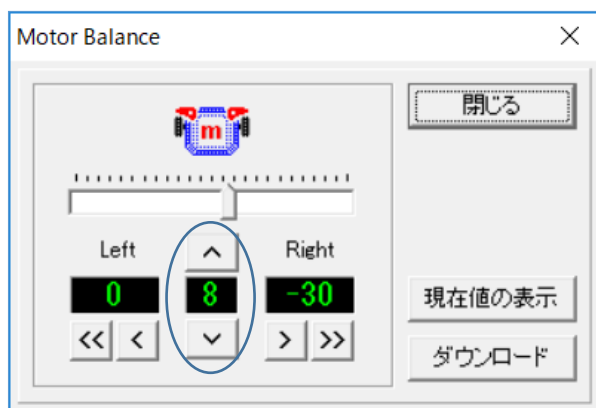 Motor Balance
閉じる
m
Left
Right
0
8
-30
<<
<
>
>>
現在値の表示
ダウンロード